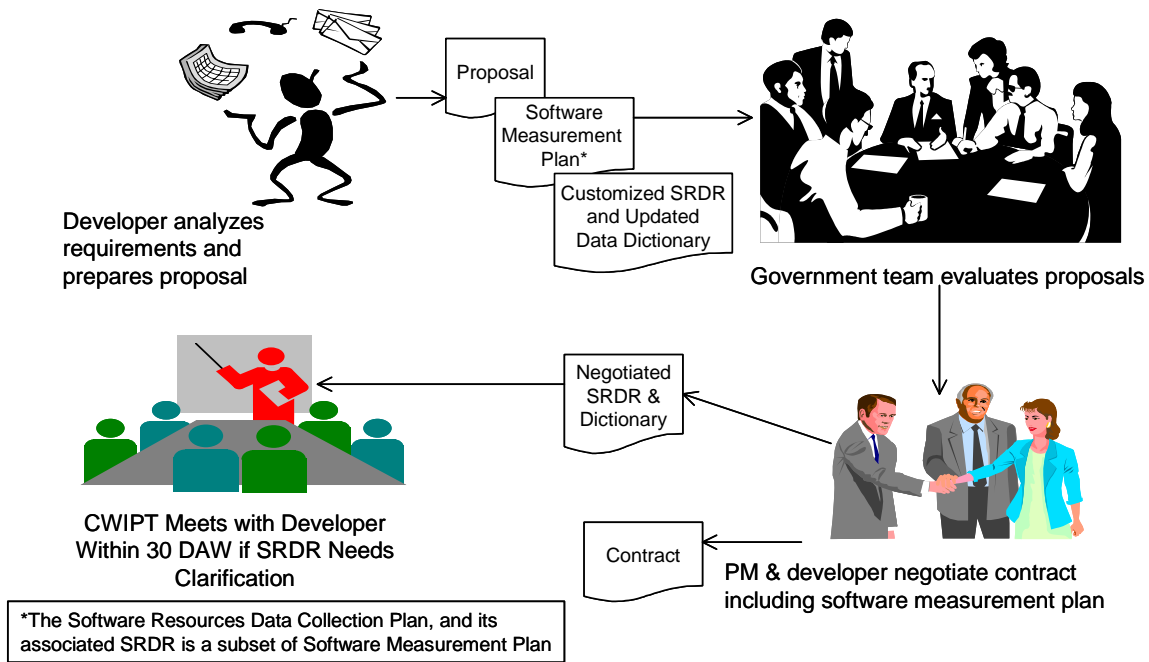 Developer analyzes
requirements and
prepares proposal
Proposal
Software
Measurement
Plan*
Customized SRDR
and Updated
Data Dictionary
Government team evaluates proposals
PM & developer negotiate contract
including software measurement plan
Negotiated
SRDR &
Dictionary
Contract
CWIPT Meets with Developer
Within 30 DAW if SRDR Needs
Clarification
*The Software Resources Data Collection Plan, and its
associated SRDR is a subset of Software Measurement Plan